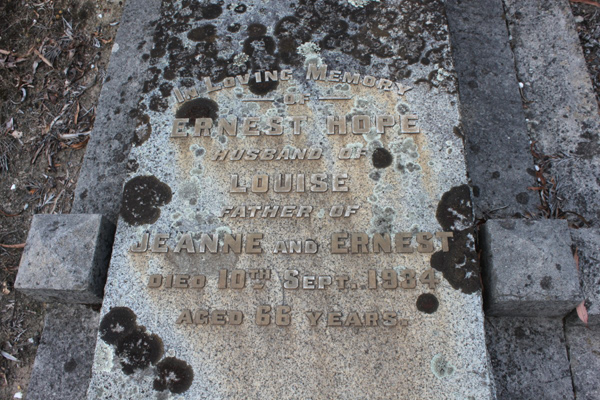 IN LOVING MEMORY
OF
ERNEST HOPE
HUSBAND OF
LOUISE
FATHER OF
JEANNE AND ERNEST
DIED 10TH SEPT. 1934
AGED 66 YEARS.